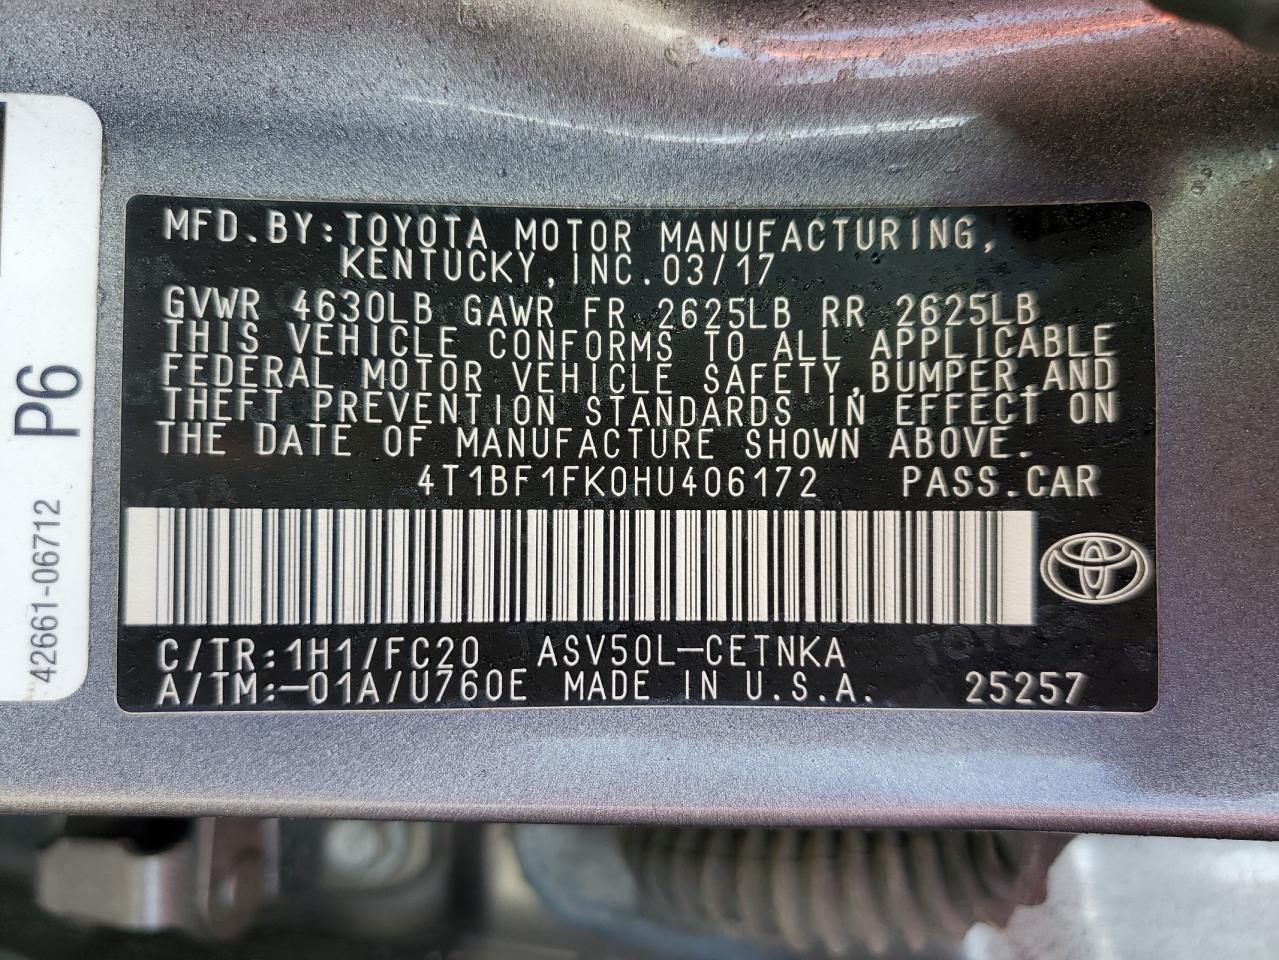 MFD.BY:TOYOTA MOTOR MANUFACTURING,
KENTUCKY,INC.03/17
GVWR 4630LB GAWR FR 2625LB RR 2625LB
THIS VEHICLE CONFORMS TO ALL APPLICABLE
FEDERAL MOTOR VEHICLE SAFETY,BUMPER,AND
THEFT PREVENTION STANDARDS IN EFFECT ON
THE DATE OF MANUFACTURE SHOWN ABOVE.
4T1BF1FK0HU406172 PASS.CAR
C/TR:1H1/FC20 ASV50L-CETNKA
A/TM:-01A/U760E MADE IN U.S.A. 25257
P6
42661-06712